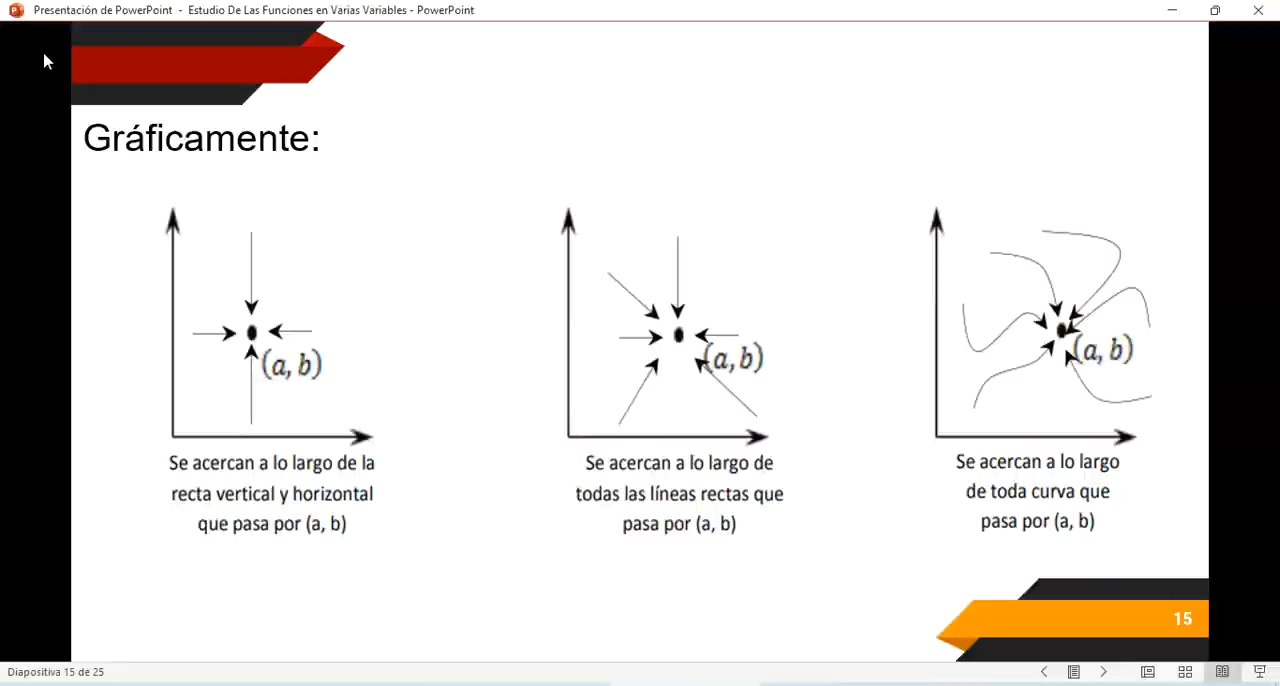 Presentación de PowerPoint - Estudio De Las Funciones en Varias Variables - PowerPoint
Gráficamente:
(a, b)
(a, b)
(a, b)
Se acercan a lo largo de la
recta vertical y horizontal
que pasa por (a, b)
Se acercan a lo largo de
todas las líneas rectas que
pasa por (a, b)
Se acercan a lo largo
de toda curva que
pasa por (a, b)
15
Diapositiva 15 de 25